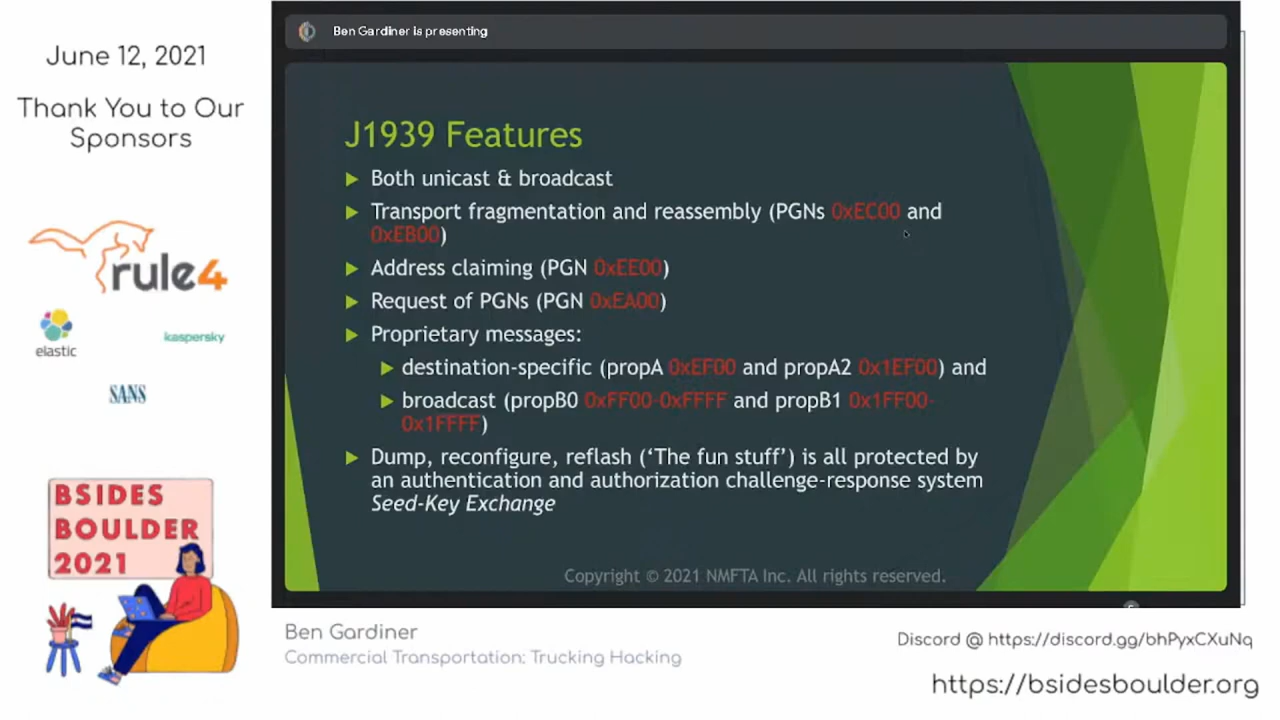 June 12, 2021
Thank You to Our
Sponsors
rule4
elastic
kaspersky
SANS
BSIDES
BOULDER
2021
Ben Gardiner is presenting
J1939 Features
Both unicast & broadcast
Transport fragmentation and reassembly (PGNs 0xEC00 and
0xEB00)
Address claiming (PGN 0xEE00)
Request of PGNs (PGN 0xEA00)
Proprietary messages:
destination-specific (propA 0xEF00 and propA2 0x1EF00) and
broadcast (propB0 0xFF00-0xFFFF and propB1 0x1FF00-
0x1FFFF)
Dump, reconfigure, reflash (‘The fun stuff’) is all protected by
an authentication and authorization challenge-response system
Seed-Key Exchange
Copyright © 2021 NMFTA Inc. All rights reserved.
Ben Gardiner
Commercial Transportation: Trucking Hacking
Discord @ https://discord.gg/bhPyxCXuNq
https://bsidesboulder.org